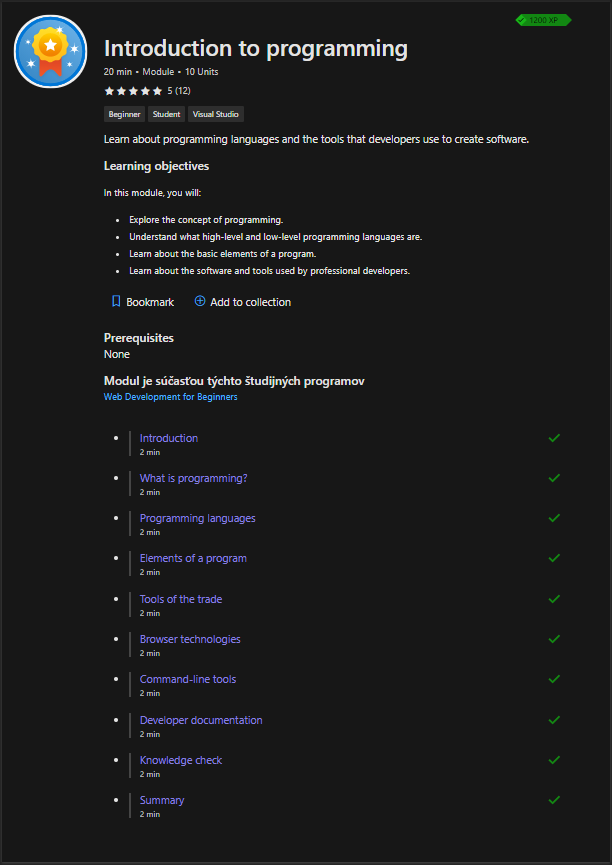 1200 XP
Introduction to programming
20 min • Module • 10 Units
5 (12)
Beginner Student Visual Studio
Learn about programming languages and the tools that developers use to create software.
Learning objectives
In this module, you will:
• Explore the concept of programming.
• Understand what high-level and low-level programming languages are.
• Learn about the basic elements of a program.
• Learn about the software and tools used by professional developers.
Bookmark Add to collection
Prerequisites
None
Modul je súčasťou týchto študijných programov
Web Development for Beginners
• Introduction
2 min
• What is programming?
2 min
• Programming languages
2 min
• Elements of a program
2 min
• Tools of the trade
2 min
• Browser technologies
2 min
• Command-line tools
2 min
• Developer documentation
2 min
• Knowledge check
2 min
• Summary
2 min